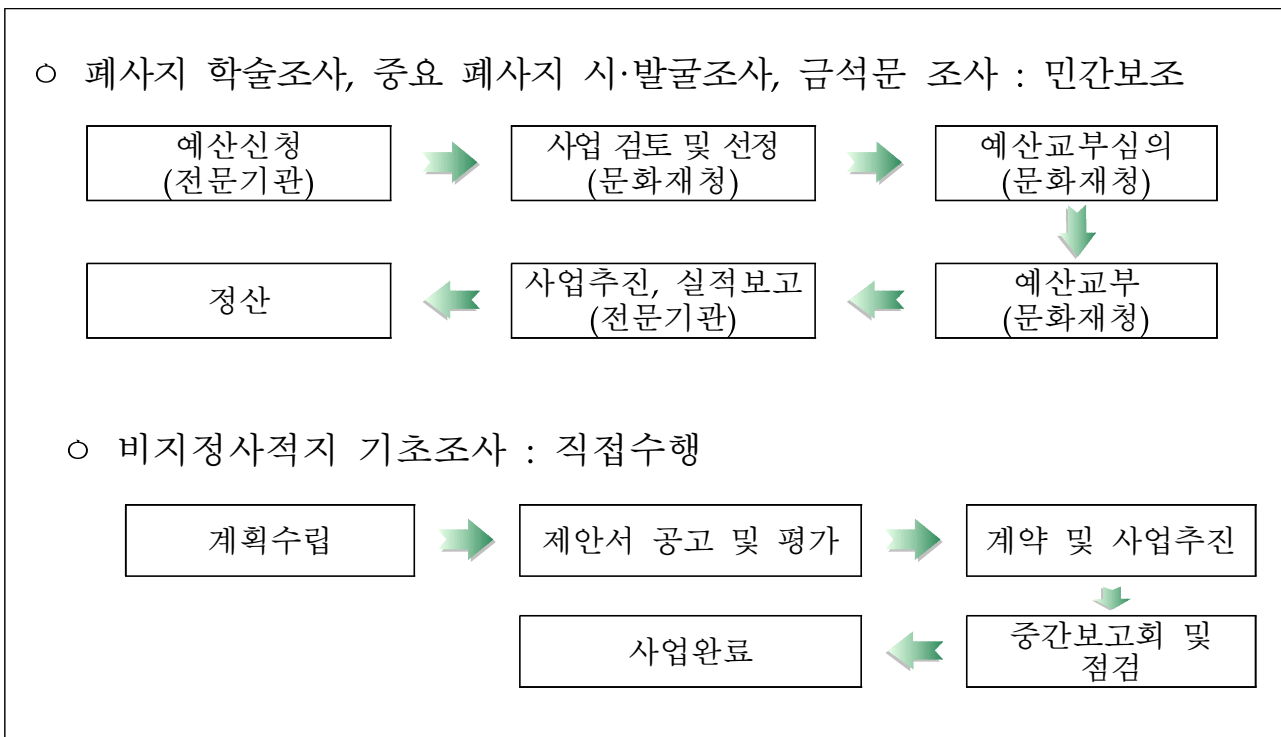 ○ 폐사지 학술조사, 중요 폐사지 시·발굴조사, 금석문 조사 : 민간보조
예산신청
(전문기관)
사업 검토 및 선정
(문화재청)
예산교부심의
(문화재청)
예산교부
(문화재청)
사업추진, 실적보고
(전문기관)
정산
○ 비지정사적지 기초조사 : 직접수행
계획수립
제안서 공고 및 평가
계약 및 사업추진
중간보고회 및
점검
사업완료